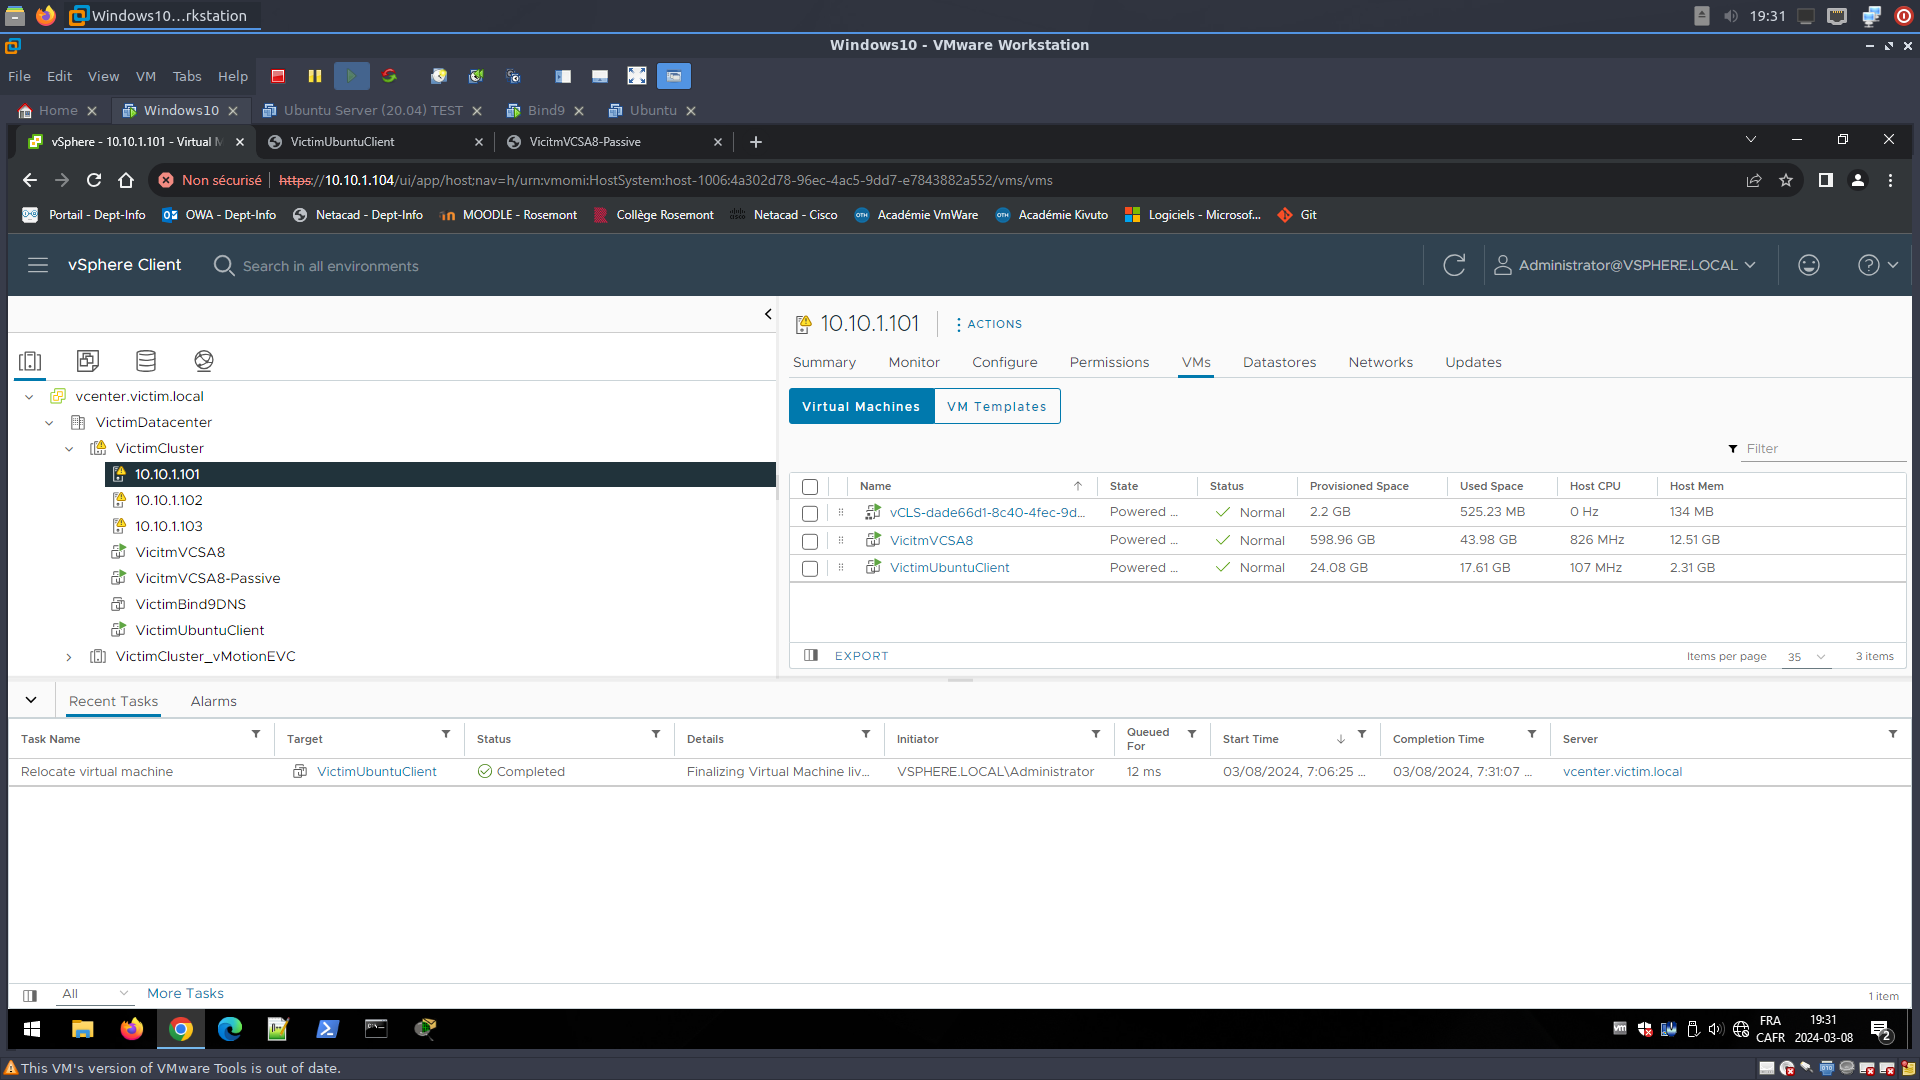 Windows10...rkstation
19:31
Windows10 - VMware Workstation
File Edit View VM Tabs Help
Home Windows10 Ubuntu Server (20.04) TEST Bind9 Ubuntu
vSphere - 10.10.1.101 - Virtual M VictimUbuntuClient VicitmVCSA8-Passive
Non sécurisé https://10.10.1.104/ui/app/host;nav=h/urn:vmomi:HostSystem:host-1006:4a302d78-96ec-4ac5-9dd7-e7843882a552/vms/vms
Portail - Dept-Info OWA - Dept-Info Netacad - Dept-Info MOODLE - Rosemont Collège Rosemont Netacad - Cisco Académie VmWare Académie Kivuto Logiciels - Microsof... Git
vSphere Client Search in all environments Administrator@VSPHERE.LOCAL
10.10.1.101 ACTIONS
Summary Monitor Configure Permissions VMs Datastores Networks Updates
Virtual Machines VM Templates
Filter
vcenter.victim.local
VictimDatacenter
VictimCluster
10.10.1.101
10.10.1.102
10.10.1.103
VicitmVCSA8
VicitmVCSA8-Passive
VictimBind9DNS
VictimUbuntuClient
VictimCluster_vMotionEVC
Name State Status Provisioned Space Used Space Host CPU Host Mem
vCLS-dade66d1-8c40-4fec-9d... Powered ... Normal 2.2 GB 525.23 MB 0 Hz 134 MB
VicitmVCSA8 Powered ... Normal 598.96 GB 43.98 GB 826 MHz 12.51 GB
VictimUbuntuClient Powered ... Normal 24.08 GB 17.61 GB 107 MHz 2.31 GB
EXPORT Items per page 35 3 items
Recent Tasks Alarms
Task Name Target Status Details Initiator Queued For Start Time Completion Time Server
Relocate virtual machine VictimUbuntuClient Completed Finalizing Virtual Machine liv... VSPHERE.LOCAL\Administrator 12 ms 03/08/2024, 7:06:25 ... 03/08/2024, 7:31:07 ... vcenter.victim.local
All More Tasks 1 item
FRA 19:31
CAFR 2024-03-08 2
This VM's version of VMware Tools is out of date.